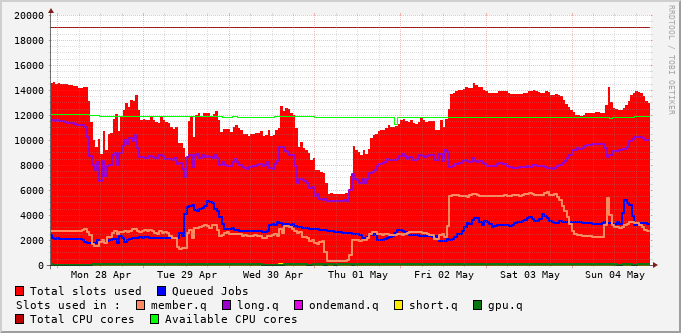 20000
18000
16000
14000
12000
10000
8000
6000
4000
2000
0
Mon 28 Apr Tue 29 Apr Wed 30 Apr Thu 01 May Fri 02 May Sat 03 May Sun 04 May
RRDTOOL / TOBI OETIKER
Total slots used Queued Jobs
Slots used in : member.q long.q ondemand.q short.q gpu.q
Total CPU cores Available CPU cores